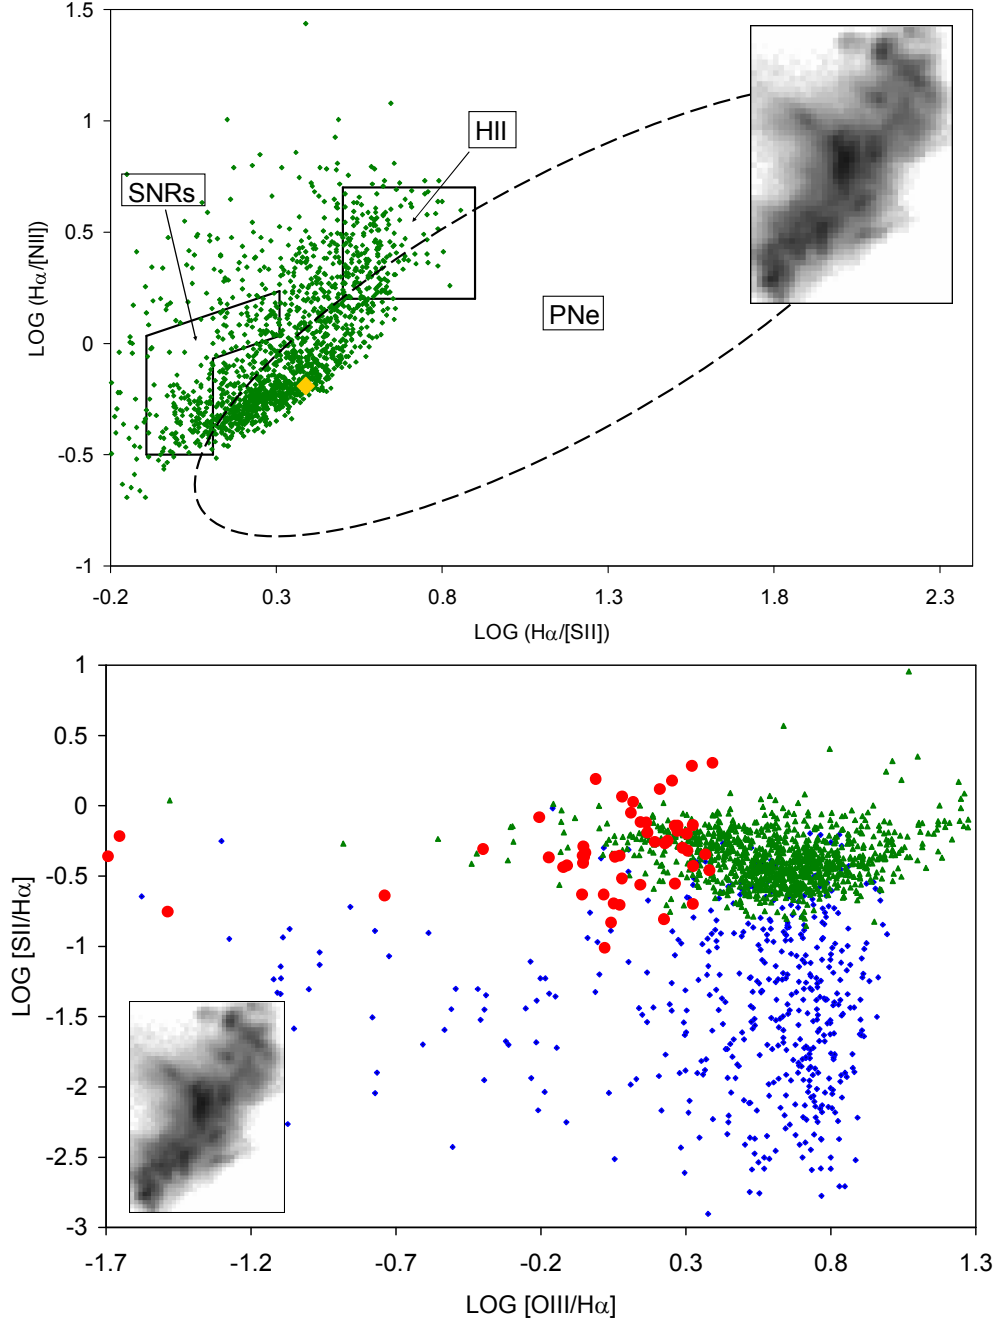 1.5
1
0.5
0
-0.5
-1
LOG (Hα/[NII])
SNRs
HII
PNe
-0.2 0.3 0.8 1.3 1.8 2.3
LOG (Hα/[SII])
1
0.5
0
-0.5
-1
-1.5
-2
-2.5
-3
LOG [SII/Hα]
-1.7 -1.2 -0.7 -0.2 0.3 0.8 1.3
LOG [OIII/Hα]